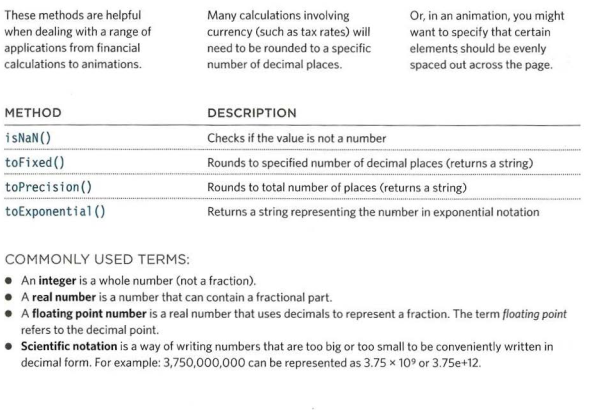 These methods are helpful
when dealing with a range of
applications from financial
calculations to animations.
Many calculations involving
currency (such as tax rates) will
need to be rounded to a specific
number of decimal places.
Or, in an animation, you might
want to specify that certain
elements should be evenly
spaced out across the page.
METHOD DESCRIPTION
isNaN() Checks if the value is not a number
toFixed() Rounds to specified number of decimal places (returns a string)
toPrecision() Rounds to total number of places (returns a string)
toExponential() Returns a string representing the number in exponential notation
COMMONLY USED TERMS:
● An integer is a whole number (not a fraction).
● A real number is a number that can contain a fractional part.
● A floating point number is a real number that uses decimals to represent a fraction. The term floating point
refers to the decimal point.
● Scientific notation is a way of writing numbers that are too big or too small to be conveniently written in
decimal form. For example: 3,750,000,000 can be represented as 3.75 × 10⁹ or 3.75e+12.